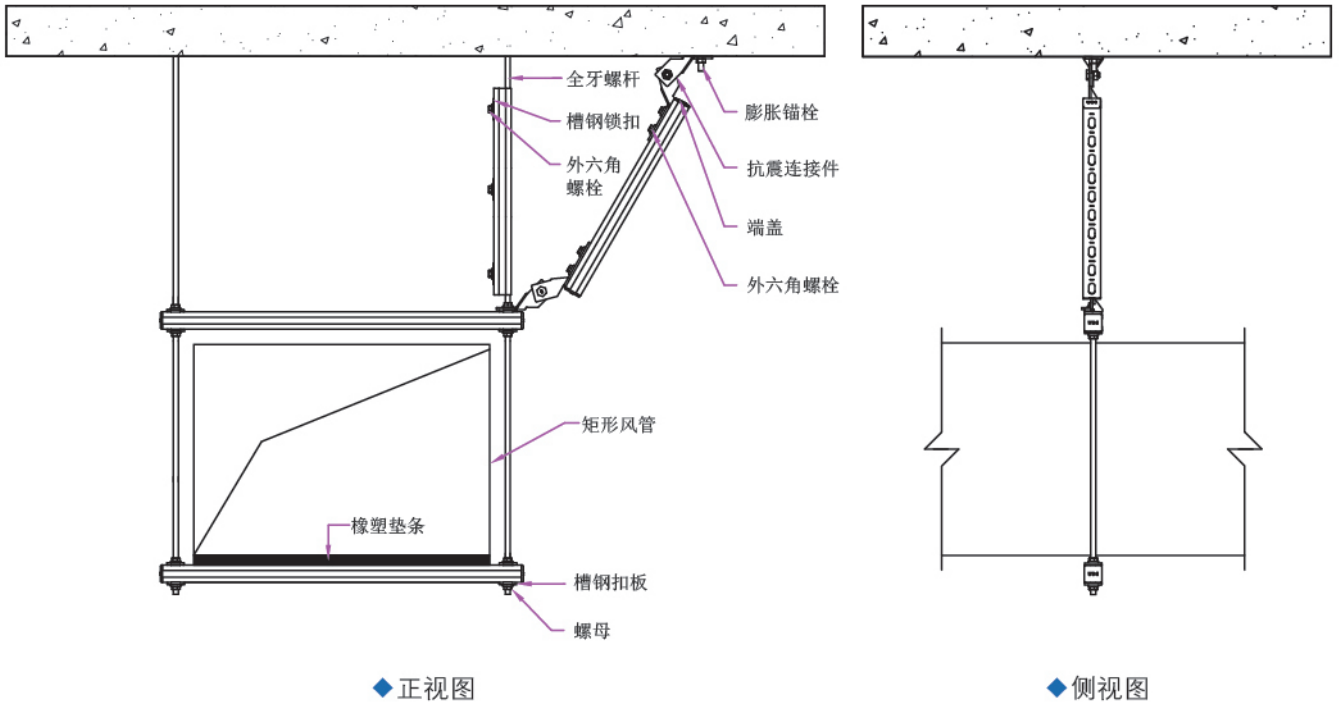 全牙螺杆
槽钢锁扣
外六角
螺栓
膨胀锚栓
抗震连接件
端盖
外六角螺栓
矩形风管
橡塑垫条
槽钢扣板
螺母
正视图
侧视图